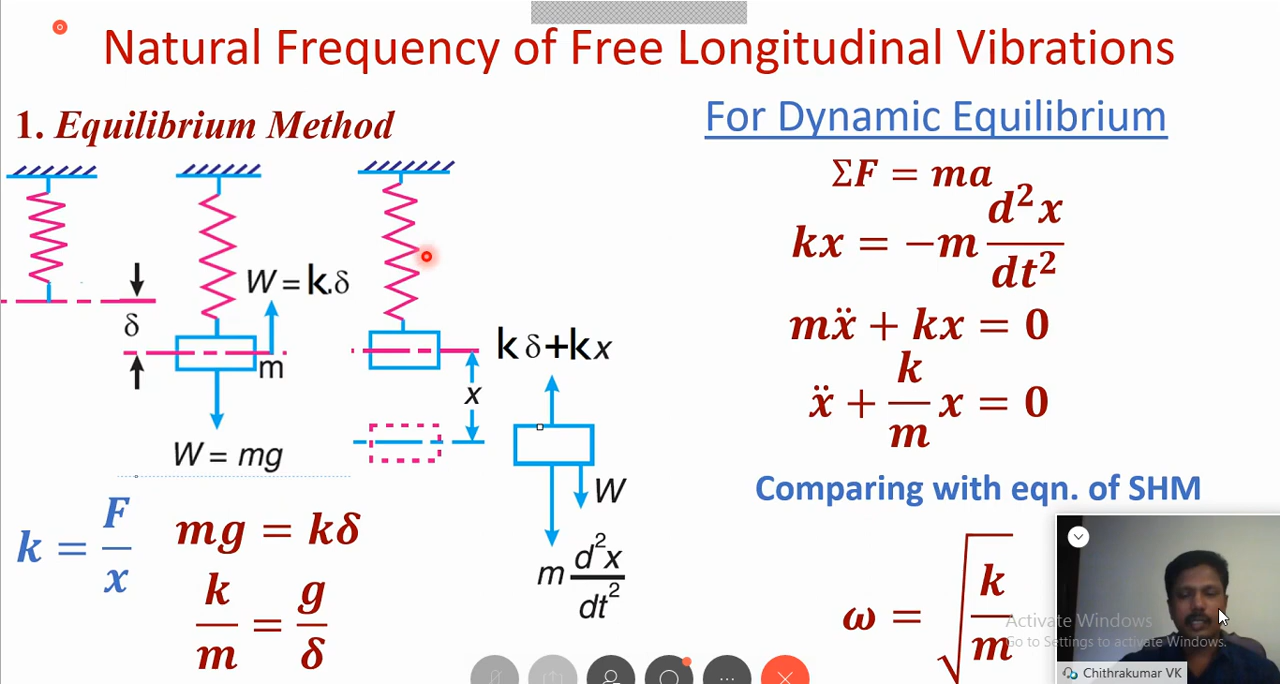 Natural Frequency of Free Longitudinal Vibrations
1. Equilibrium Method
δ
W = k.δ
m
W = mg
x
kδ+kx
W
m d²x/dt²
k = F/x
mg = kδ
k/m = g/δ
For Dynamic Equilibrium
ΣF = ma
kx = −m d²x/dt²
mẍ + kx = 0
ẍ + k/m x = 0
Comparing with eqn. of SHM
ω = √(k/m)
Activate Windows
Go to Settings to activate Windows.
Chithrakumar VK